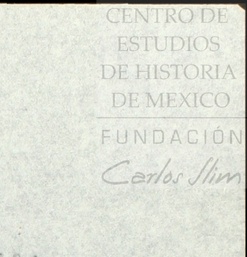 CENTRO DE
ESTUDIOS
DE HISTORIA
DE MEXICO
FUNDACIÓN
Carlos Slim